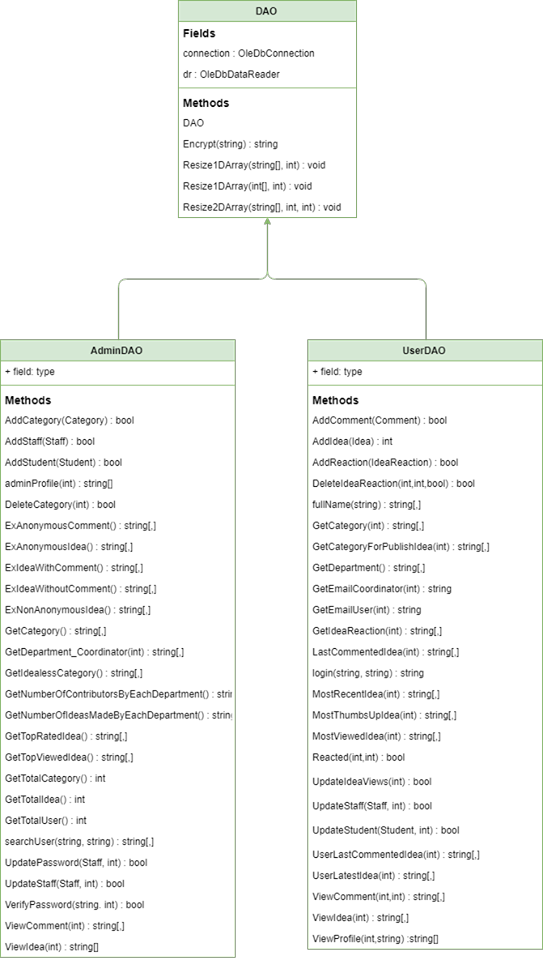 DAO
Fields
connection : OleDbConnection
dr : OleDbDataReader
Methods
DAO
Encrypt(string) : string
Resize1DArray(string[], int) : void
Resize1DArray(int[], int) : void
Resize2DArray(string[], int, int) : void
AdminDAO
+ field: type
Methods
AddCategory(Category) : bool
AddStaff(Staff) : bool
AddStudent(Student) : bool
adminProfile(int) : string[]
DeleteCategory(int) : bool
ExAnonymousComment() : string[,]
ExAnonymousIdea() : string[,]
ExIdeaWithComment() : string[,]
ExIdeaWithoutComment() : string[,]
ExNonAnonymousIdea() : string[,]
GetCategory() : string[,]
GetDepartment_Coordinator(int) : string[,]
GetIdealessCategory() : string[,]
GetNumberOfContributorsByEachDepartment() :
GetNumberOfIdeasMadeByEachDepartment() :
GetTopRatedIdea() : string[,]
GetTopViewedIdea() : string[,]
GetTotalCategory() : int
GetTotalIdea() : int
GetTotalUser() : int
searchUser(string, string) : string[,]
UpdatePassword(Staff, int) : bool
UpdateStaff(Staff, int) : bool
VerifyPassword(string. int) : bool
ViewComment(int) : string[,]
ViewIdea(int) : string[]
UserDAO
+ field: type
Methods
AddComment(Comment) : bool
AddIdea(Idea) : int
AddReaction(IdeaReaction) : bool
DeleteIdeaReaction(int,int,bool) : bool
fullName(string) : string[,]
GetCategory(int) : string[,]
GetCategoryForPublishIdea(int) : string[,]
GetDepartment() : string[,]
GetEmailCoordinator(int) : string
GetEmailUser(int) : string
GetIdeaReaction(int) : string[,]
LastCommentedIdea(int) : string[,]
login(string, string) : string
MostRecentIdea(int) : string[,]
MostThumbsUpIdea(int) : string[,]
MostViewedIdea(int) : string[,]
Reacted(int,int) : bool
UpdateIdeaViews(int) : bool
UpdateStaff(Staff, int) : bool
UpdateStudent(Student, int) : bool
UserLastCommentedIdea(int) : string[,]
UserLatestIdea(int) : string[,]
ViewComment(int,int) : string[,]
ViewIdea(int) : string[,]
ViewProfile(int,string) :string[]